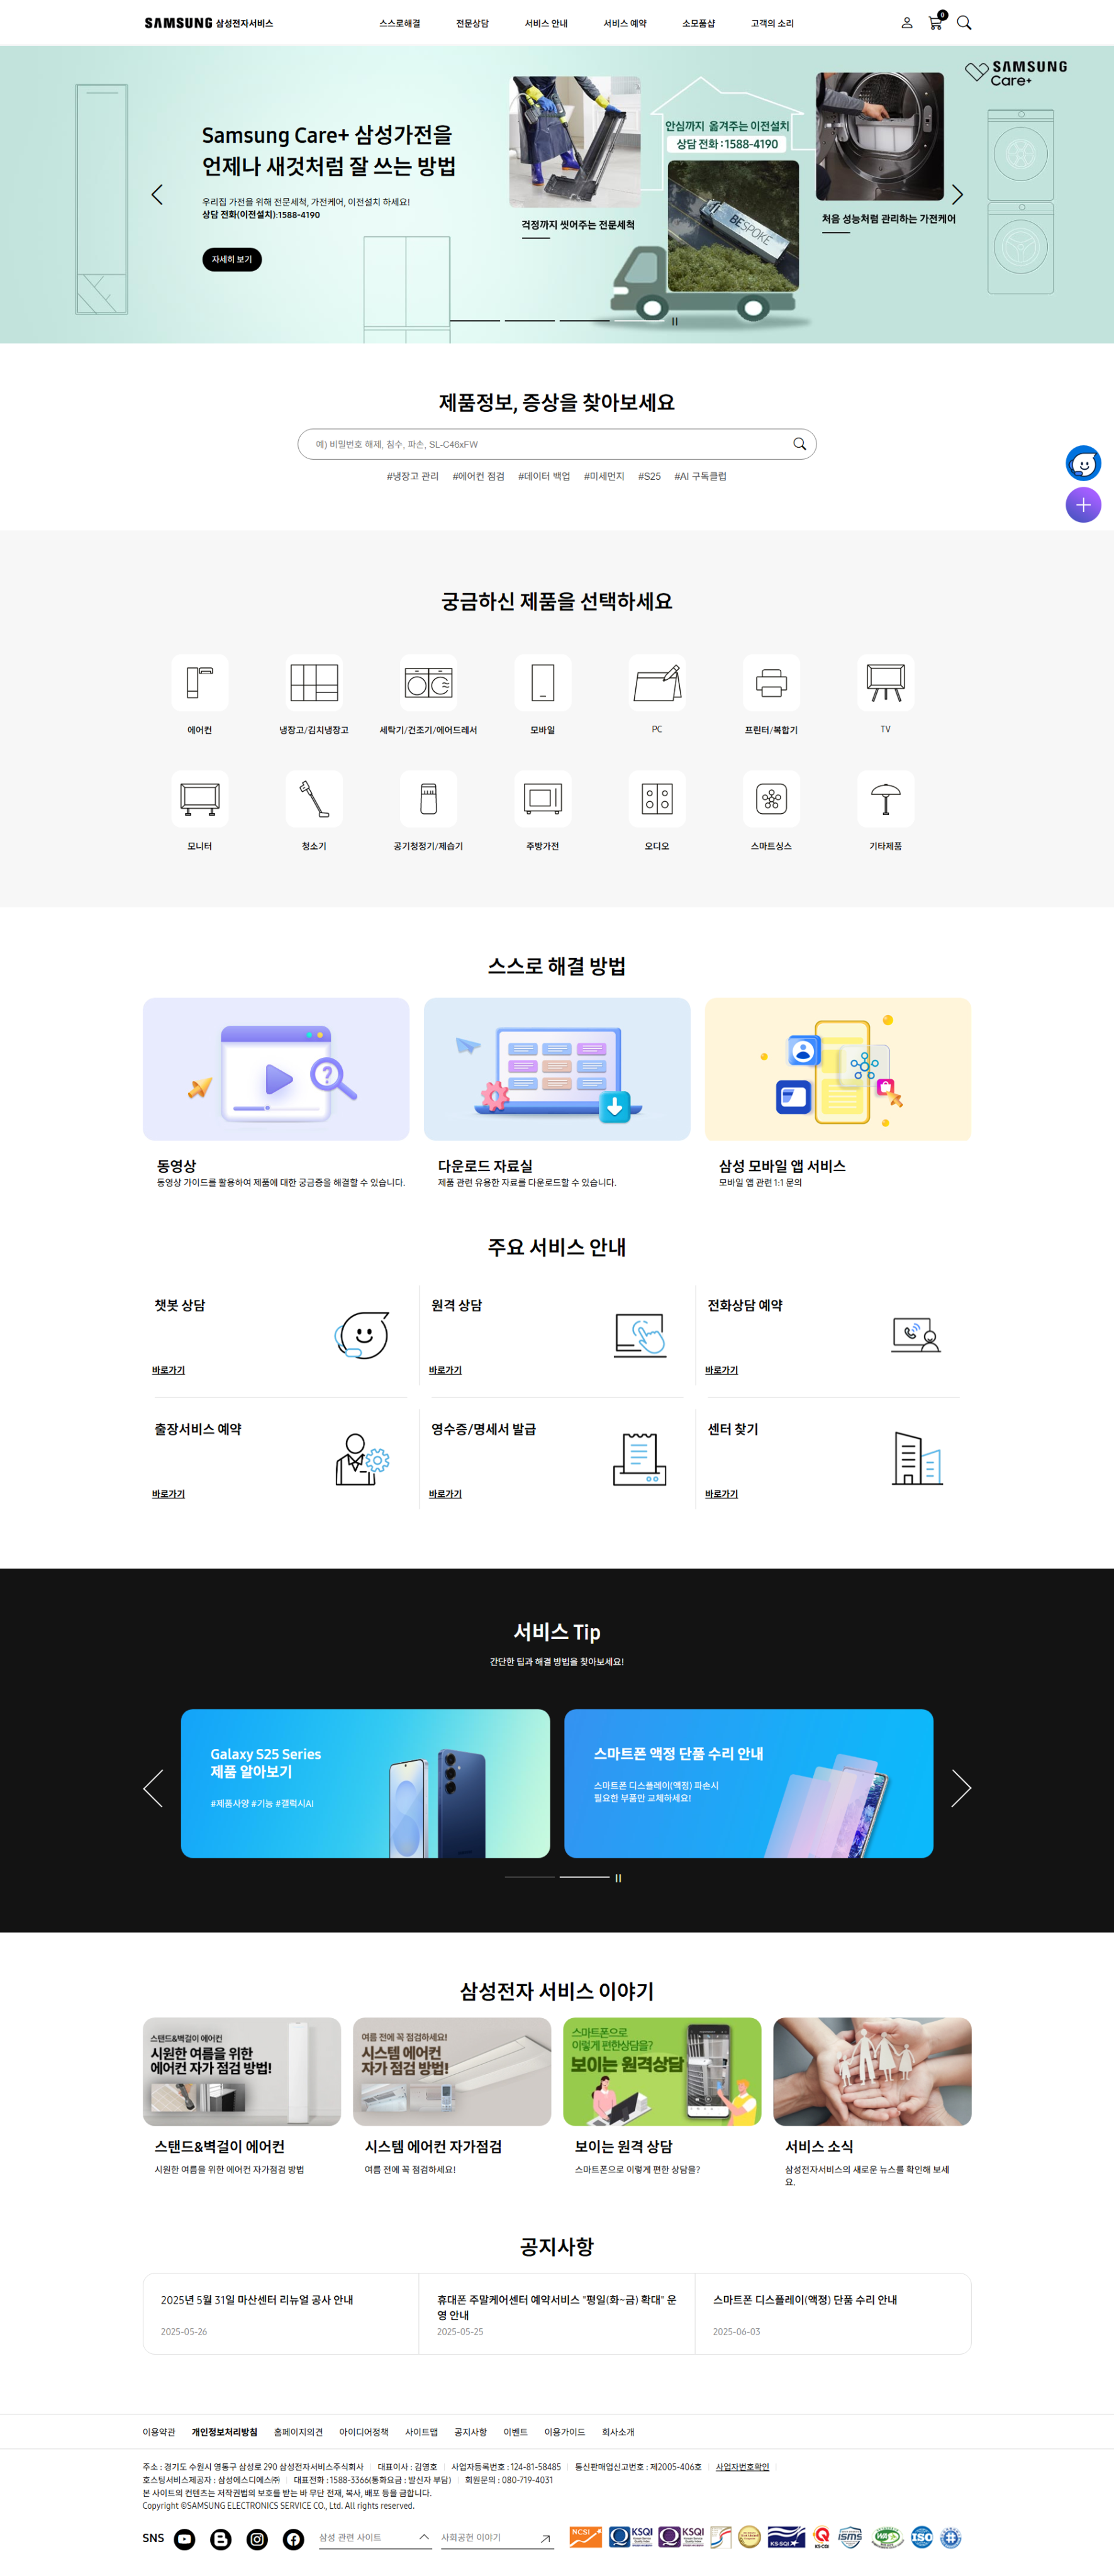 SAMSUNG 삼성전자서비스
스스로해결
전문상담
서비스 안내
서비스 예약
소모품샵
고객의 소리
0
SAMSUNG
Care+
Samsung Care+ 삼성가전을
언제나 새것처럼 잘 쓰는 방법
우리집 가전을 위해 전문세척, 가전케어, 이전설치 하세요!
상담 전화(이전설치):1588-4190
자세히 보기
걱정까지 씻어주는 전문세척
안심까지 옮겨주는 이전설치
상담 전화 : 1588-4190
BESPOKE
처음 성능처럼 관리하는 가전케어
제품정보, 증상을 찾아보세요
예) 비밀번호 해제, 침수, 파손, SL-C46xFW
#냉장고 관리 #에어컨 점검 #데이터 백업 #미세먼지 #S25 #AI 구독클럽
궁금하신 제품을 선택하세요
에어컨
냉장고/김치냉장고
세탁기/건조기/에어드레서
모바일
PC
프린터/복합기
TV
모니터
청소기
공기청정기/제습기
주방가전
오디오
스마트싱스
기타제품
스스로 해결 방법
동영상
동영상 가이드를 활용하여 제품에 대한 궁금증을 해결할 수 있습니다.
다운로드 자료실
제품 관련 유용한 자료를 다운로드할 수 있습니다.
삼성 모바일 앱 서비스
모바일 앱 관련 1:1 문의
주요 서비스 안내
챗봇 상담
바로가기
원격 상담
바로가기
전화상담 예약
바로가기
출장서비스 예약
바로가기
영수증/명세서 발급
바로가기
센터 찾기
바로가기
서비스 Tip
간단한 팁과 해결 방법을 찾아보세요!
Galaxy S25 Series
제품 알아보기
#제품사양 #기능 #갤럭시AI
스마트폰 액정 단품 수리 안내
스마트폰 디스플레이(액정) 파손시
필요한 부품만 교체하세요!
삼성전자 서비스 이야기
스탠드&벽걸이 에어컨
시원한 여름을 위한
에어컨 자가 점검 방법!
스탠드&벽걸이 에어컨
시원한 여름을 위한 에어컨 자가점검 방법
여름 전에 꼭 점검하세요!
시스템 에어컨
자가 점검 방법!
시스템 에어컨 자가점검
여름 전에 꼭 점검하세요!
스마트폰으로
이렇게 편한상담을?
보이는 원격상담
보이는 원격 상담
스마트폰으로 이렇게 편한 상담을?
서비스 소식
삼성전자서비스의 새로운 뉴스를 확인해 보세
요.
공지사항
2025년 5월 31일 마산센터 리뉴얼 공사 안내
2025-05-26
휴대폰 주말케어센터 예약서비스 "평일(화~금) 확대" 운
영 안내
2025-05-25
스마트폰 디스플레이(액정) 단품 수리 안내
2025-06-03
이용약관 개인정보처리방침 홈페이지의견 아이디어정책 사이트맵 공지사항 이벤트 이용가이드 회사소개
주소 : 경기도 수원시 영통구 삼성로 290 삼성전자서비스주식회사 대표이사 : 김영호 사업자등록번호 : 124-81-58485 통신판매업신고번호 : 제2005-406호 사업자번호확인
호스팅서비스제공자 : 삼성에스디에스㈜ 대표전화 : 1588-3366(통화요금 : 발신자 부담) 회원문의 : 080-719-4031
본 사이트의 컨텐츠는 저작권법의 보호를 받는 바 무단 전재, 복사, 배포 등을 금합니다.
Copyright ©SAMSUNG ELECTRONICS SERVICE CO., Ltd. All rights reserved.
SNS
삼성 관련 사이트
사회공헌 이야기
NCSI
KSQI
KSQI
KS-SQI
KS-CQI
ISMS
WA
ISO